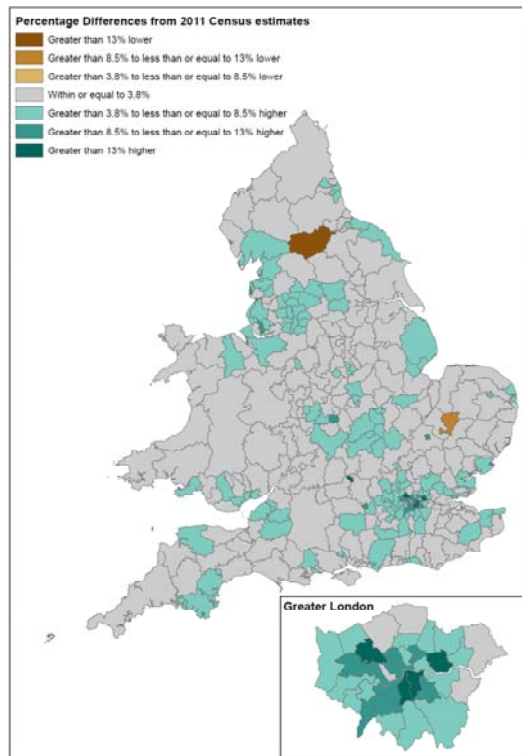 Percentage Differences from 2011 Census estimates
Greater than 13% lower
Greater than 8.5% to less than or equal to 13% lower
Greater than 3.8% to less than or equal to 8.5% lower
Within or equal to 3.8%
Greater than 3.8% to less than or equal to 8.5% higher
Greater than 8.5% to less than or equal to 13% higher
Greater than 13% higher
Greater London